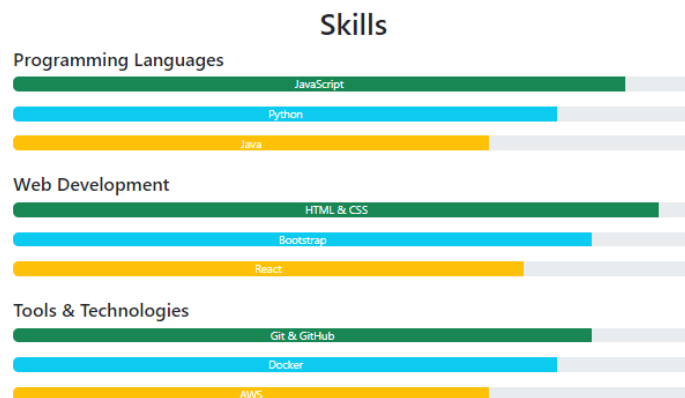 Skills
Programming Languages
JavaScript
Python
Java
Web Development
HTML & CSS
Bootstrap
React
Tools & Technologies
Git & GitHub
Docker
AWS